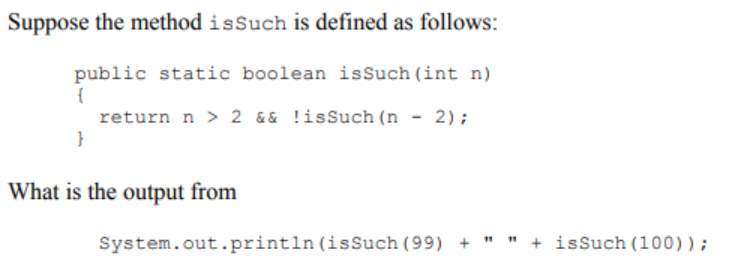 Suppose the method isSuch is defined as follows:
public static boolean isSuch(int n)
{
return n > 2 && !isSuch(n - 2);
}
What is the output from
System.out.println(isSuch(99) + " " + isSuch(100));